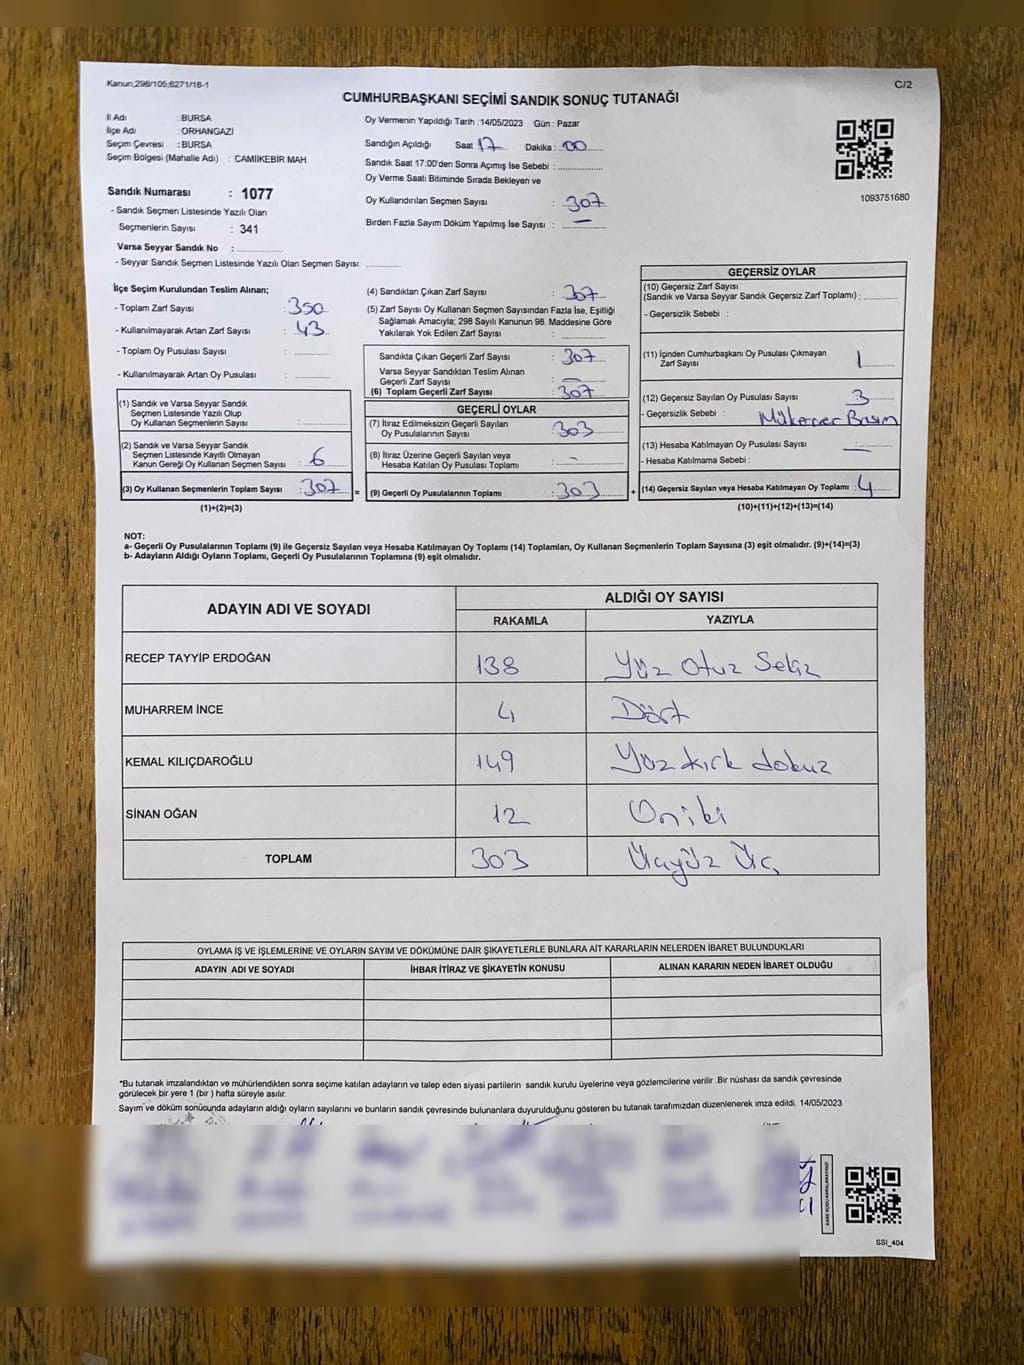 Kanun;298/105;6271/18-1
C/2
CUMHURBAŞKANI SEÇİMİ SANDIK SONUÇ TUTANAĞI
İl Adı : BURSA
İlçe Adı : ORHANGAZİ
Seçim Çevresi : BURSA
Seçim Bölgesi (Mahalle Adı) : CAMİİKEBİR MAH.
Sandık Numarası : 1077
- Sandık Seçmen Listesinde Yazılı Olan
Seçmenlerin Sayısı : 341
Varsa Seyyar Sandık No : ..............
- Seyyar Sandık Seçmen Listesinde Yazılı Olan Seçmen Sayısı: ............
Oy Vermenin Yapıldığı Tarih :14/05/2023 Gün : Pazar
Sandığın Açıldığı Saat 17 Dakika : 00
Sandık Saat 17:00'den Sonra Açımış İse Sebebi : ..............
Oy Verme Saati Bitiminde Sırada Bekleyen ve
Oy Kullandırılan Seçmen Sayısı : 307
Birden Fazla Sayım Döküm Yapılmış İse Sayısı : —
1093751680
İlçe Seçim Kurulundan Teslim Alınan;
- Toplam Zarf Sayısı : 350
- Kullanılmayarak Artan Zarf Sayısı : 43
- Toplam Oy Pusulası Sayısı : ............
- Kullanılmayarak Artan Oy Pusulası : ............
(1) Sandık ve Varsa Seyyar Sandık
Seçmen Listesinde Yazılı Olup
Oy Kullanan Seçmenlerin Sayısı : ............
(2) Sandık ve Varsa Seyyar Sandık
Seçmen Listesinde Kayıtlı Olmayan
Kanun Gereği Oy Kullanan Seçmen Sayısı : 6
(3) Oy Kullanan Seçmenlerin Toplam Sayısı : 307 =
(1)+(2)=(3)
(4) Sandıktan Çıkan Zarf Sayısı : 307
(5) Zarf Sayısı Oy Kullanan Seçmen Sayısından Fazla İse, Eşitliği
Sağlamak Amacıyla, 298 Sayılı Kanunun 98. Maddesine Göre
Yakılarak Yok Edilen Zarf Sayısı : ............
Sandıkta Çıkan Geçerli Zarf Sayısı : 307
Varsa Seyyar Sandıktan Teslim Alınan
Geçerli Zarf Sayısı : —
(6) Toplam Geçerli Zarf Sayısı : 307
GEÇERLİ OYLAR
(7) İtiraz Edilmeksizin Geçerli Sayılan
Oy Pusulalarının Sayısı : 303
(8) İtiraz Üzerine Geçerli Sayılan veya
Hesaba Katılan Oy Pusulası Toplamı : -
(9) Geçerli Oy Pusulalarının Toplamı : 303 +
GEÇERSİZ OYLAR
(10) Geçersiz Zarf Sayısı
(Sandık ve Varsa Seyyar Sandık Geçersiz Zarf Toplamı) : ............
- Geçersizlik Sebebi :
(11) İçinden Cumhurbaşkanı Oy Pusulası Çıkmayan
Zarf Sayısı : 1
(12) Geçersiz Sayılan Oy Pusulası Sayısı : 3
- Geçersizlik Sebebi :
(13) Hesaba Katılmayan Oy Pusulası Sayısı : —
- Hesaba Katılmama Sebebi :
(14) Geçersiz Sayılan veya Hesaba Katılmayan Oy Toplamı : 4
(10)+(11)+(12)+(13)=(14)
NOT:
a- Geçerli Oy Pusulalarının Toplamı (9) ile Geçersiz Sayılan veya Hesaba Katılmayan Oy Toplamı (14) Toplamları, Oy Kullanan Seçmenlerin Toplam Sayısına (3) eşit olmalıdır. (9)+(14)=(3)
b- Adayların Aldığı Oyların Toplamı, Geçerli Oy Pusulalarının Toplamına (9) eşit olmalıdır.
ADAYIN ADI VE SOYADI
ALDIĞI OY SAYISI
RAKAMLA YAZIYLA
RECEP TAYYİP ERDOĞAN 138 Yüz Otuz Sekiz
MUHARREM İNCE 4 Dört
KEMAL KILIÇDAROĞLU 149 Yüz kırk dokuz
SİNAN OĞAN 12 Oniki
TOPLAM 303 Üçyüz Üç
OYLAMA İŞ VE İŞLEMLERİNE VE OYLARIN SAYIM VE DÖKÜMÜNE DAİR ŞİKAYETLERLE BUNLARA AİT KARARLARIN NELERDEN İBARET BULUNDUKLARI
ADAYIN ADI VE SOYADI İHBAR İTİRAZ VE ŞİKAYETİN KONUSU ALINAN KARARIN NEDEN İBARET OLDUĞU
*Bu tutanak imzalandıktan ve mühürlendikten sonra seçime katılan adayların ve talep eden siyasi partilerin sandık kurulu üyelerine veya gözlemcilerine verilir .Bir nüshası da sandık çevresinde
görülecek bir yere 1 (bir ) hafta süreyle asılır.
Sayım ve döküm sonucunda adayların aldığı oyların sayılarını ve bunların sandık çevresinde bulunanlara duyurulduğunu gösteren bu tutanak tarafımızdan düzenlenerek imza edildi. 14/05/2023
SSI_404